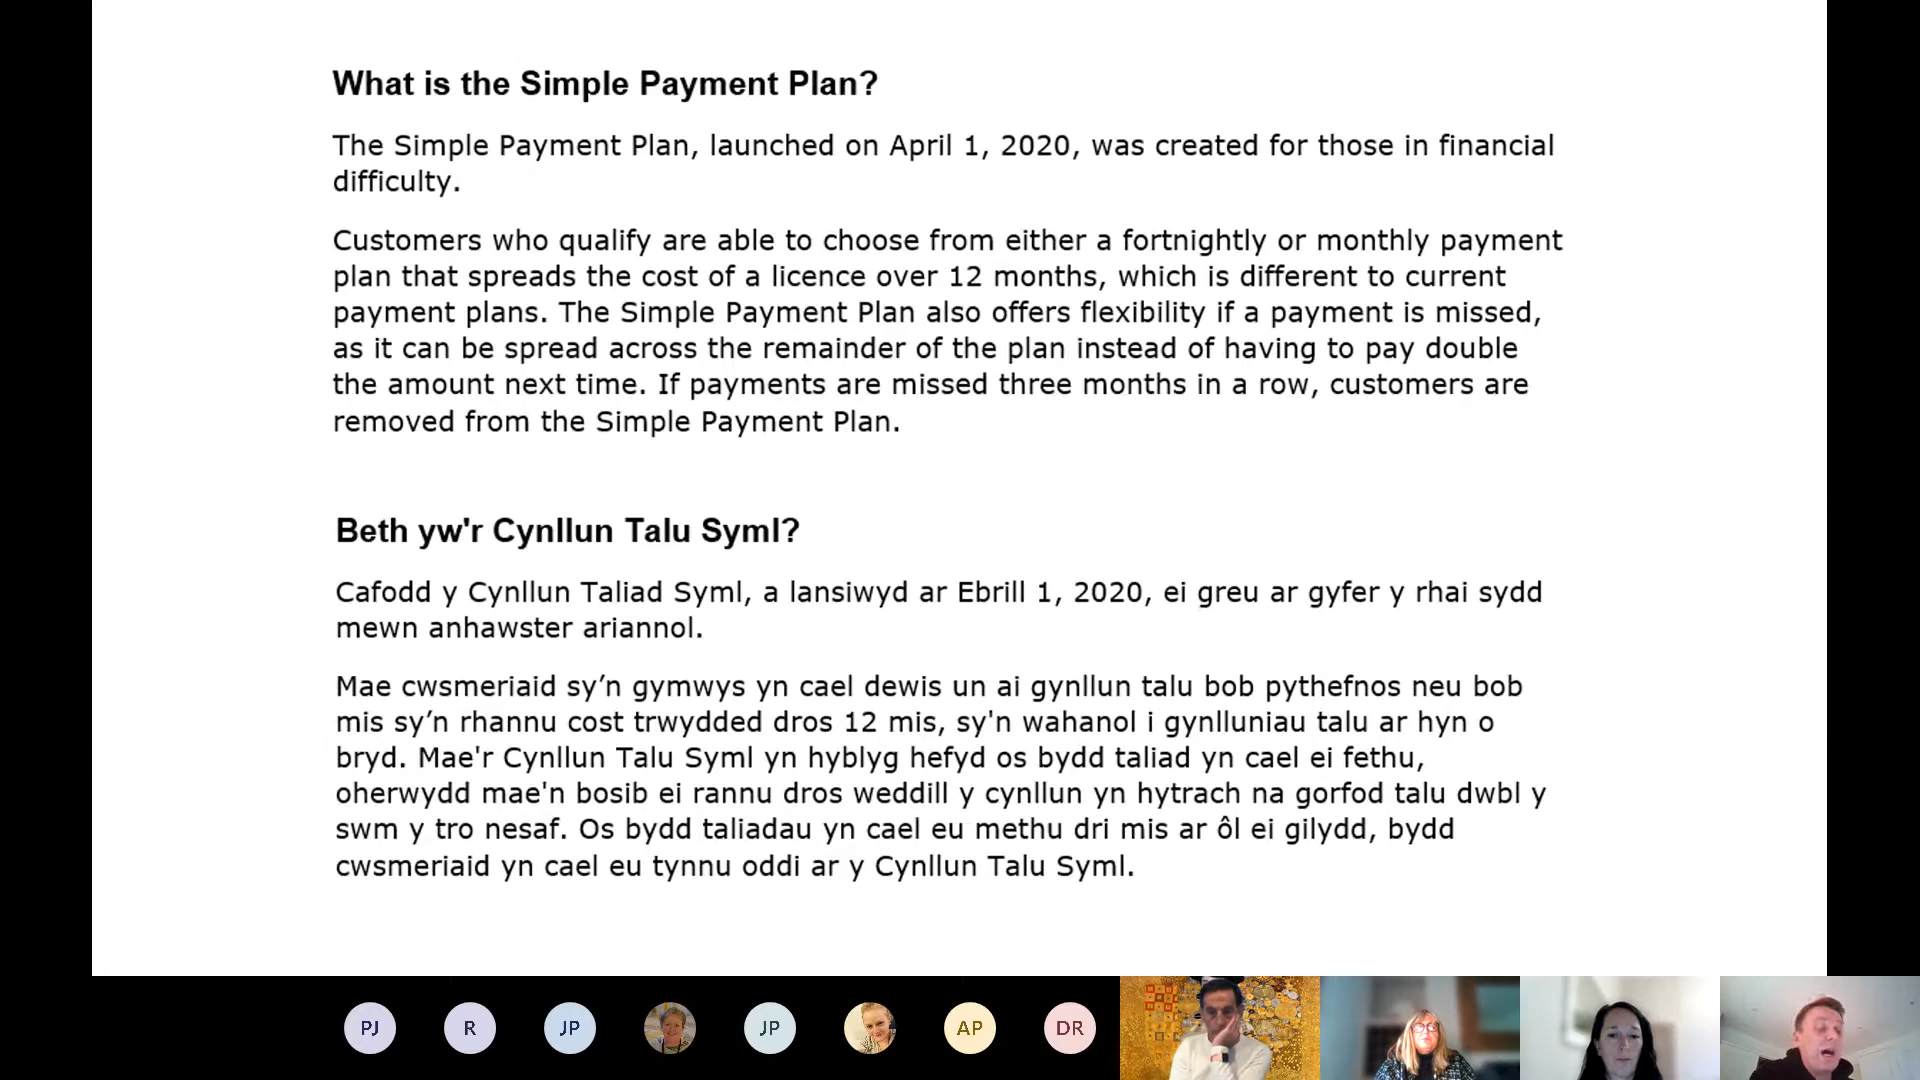 What is the Simple Payment Plan?
The Simple Payment Plan, launched on April 1, 2020, was created for those in financial
difficulty.
Customers who qualify are able to choose from either a fortnightly or monthly payment
plan that spreads the cost of a licence over 12 months, which is different to current
payment plans. The Simple Payment Plan also offers flexibility if a payment is missed,
as it can be spread across the remainder of the plan instead of having to pay double
the amount next time. If payments are missed three months in a row, customers are
removed from the Simple Payment Plan.
Beth yw'r Cynllun Talu Syml?
Cafodd y Cynllun Taliad Syml, a lansiwyd ar Ebrill 1, 2020, ei greu ar gyfer y rhai sydd
mewn anhawster ariannol.
Mae cwsmeriaid sy’n gymwys yn cael dewis un ai gynllun talu bob pythefnos neu bob
mis sy’n rhannu cost trwydded dros 12 mis, sy'n wahanol i gynlluniau talu ar hyn o
bryd. Mae'r Cynllun Talu Syml yn hyblyg hefyd os bydd taliad yn cael ei fethu,
oherwydd mae'n bosib ei rannu dros weddill y cynllun yn hytrach na gorfod talu dwbl y
swm y tro nesaf. Os bydd taliadau yn cael eu methu dri mis ar ôl ei gilydd, bydd
cwsmeriaid yn cael eu tynnu oddi ar y Cynllun Talu Syml.
PJ R JP JP AP DR